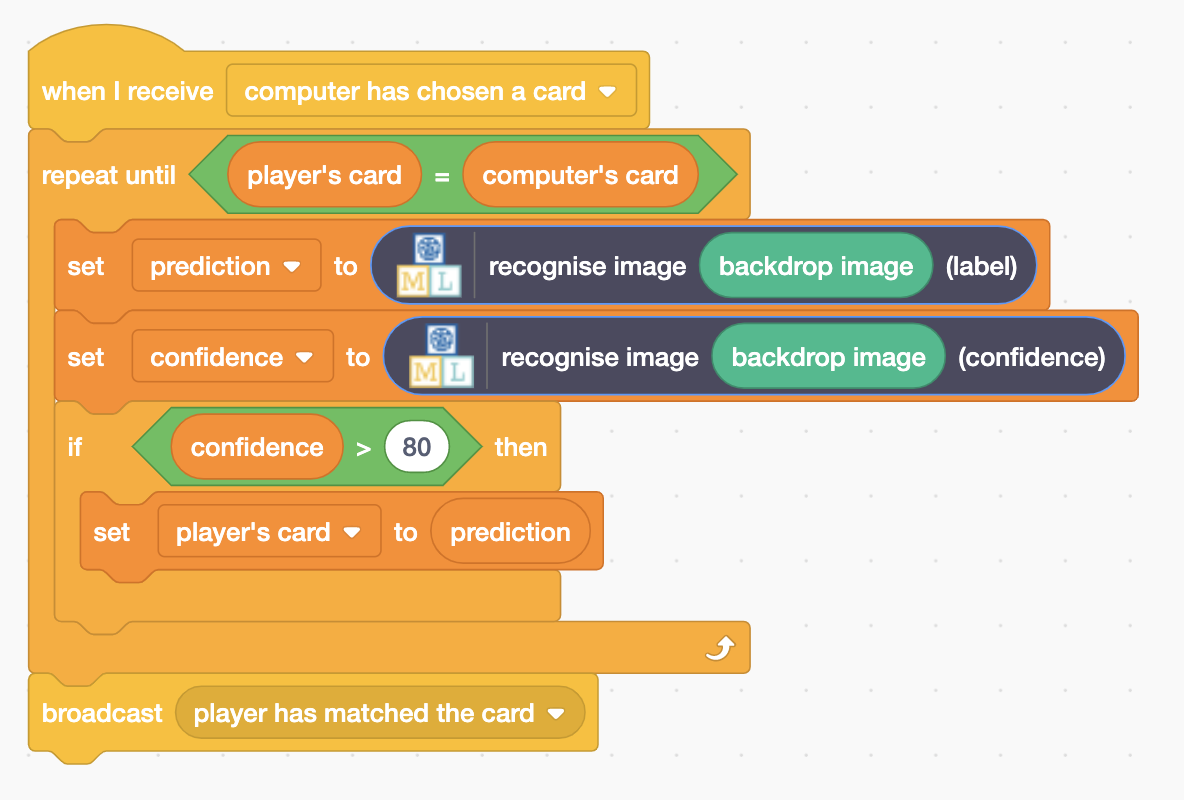 when I receive computer has chosen a card
repeat until player's card = computer's card
set prediction to ML recognise image backdrop image (label)
set confidence to ML recognise image backdrop image (confidence)
if confidence > 80 then
set player's card to prediction
broadcast player has matched the card